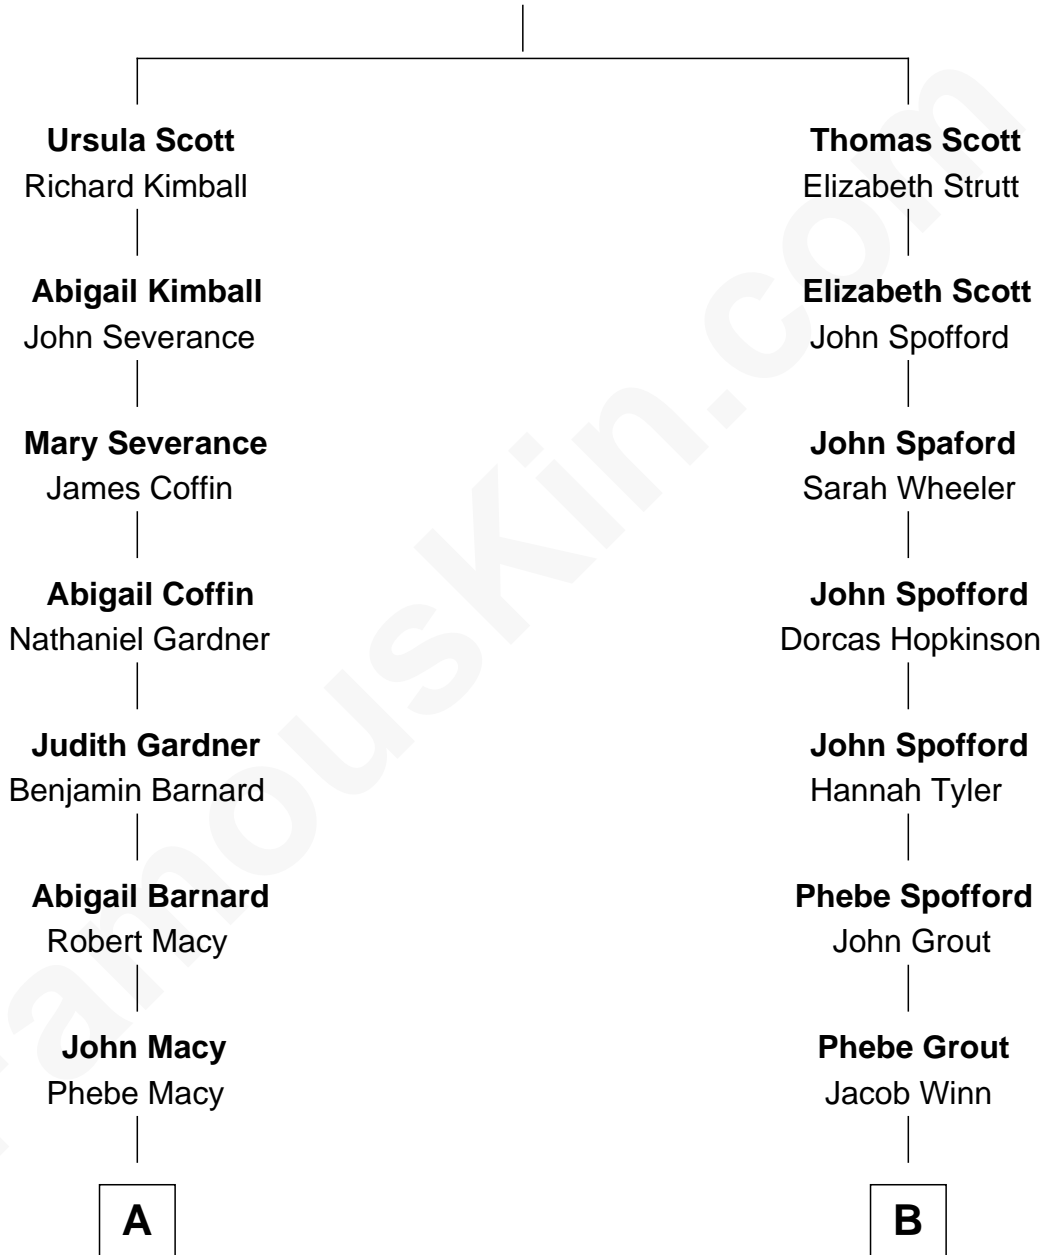 Ursula Scott
Richard Kimball
Abigail Kimball
John Severance
Mary Severance
James Coffin
Abigail Coffin
Nathaniel Gardner
Judith Gardner
Benjamin Barnard
Abigail Barnard
Robert Macy
John Macy
Phebe Macy
A
Thomas Scott
Elizabeth Strutt
Elizabeth Scott
John Spofford
John Spaford
Sarah Wheeler
John Spofford
Dorcas Hopkinson
John Spofford
Hannah Tyler
Phebe Spofford
John Grout
Phebe Grout
Jacob Winn
B
FamousKin.com